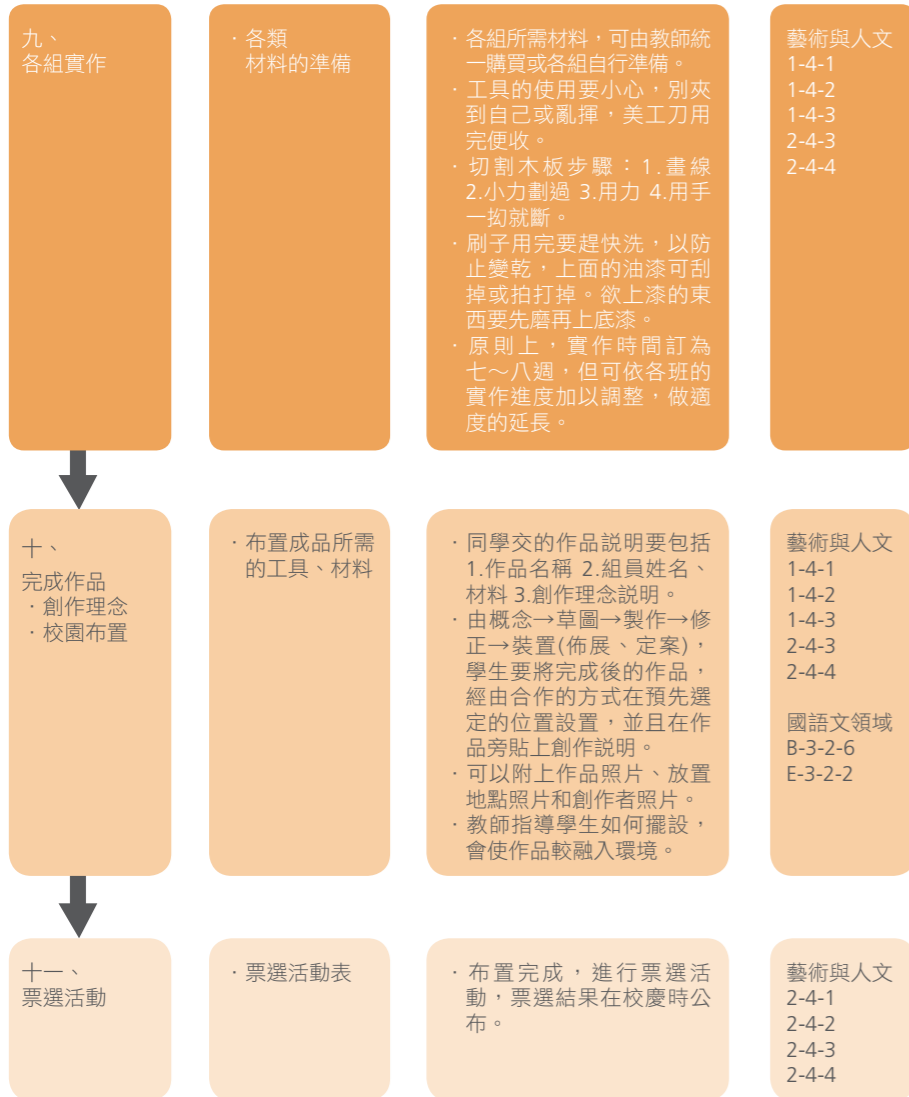 九、
各組實作
· 各類
材料的準備
· 各組所需材料，可由教師統
一購買或各組自行準備。
· 工具的使用要小心，別夾
到自己或亂揮，美工刀用
完便收。
· 切割木板步驟：1.畫線
2.小力劃過 3.用力 4.用手
一拗就斷。
· 刷子用完要趕快洗，以防
止變乾，上面的油漆可刮
掉或拍打掉。欲上漆的東
西要先磨再上底漆。
· 原則上，實作時間訂為
七～八週，但可依各班的
實作進度加以調整，做適
度的延長。
藝術與人文
1-4-1
1-4-2
1-4-3
2-4-3
2-4-4
十、
完成作品
· 創作理念
· 校園布置
· 布置成品所需
的工具、材料
· 同學交的作品說明要包括
1.作品名稱 2.組員姓名、
材料 3.創作理念說明。
· 由概念→草圖→製作→修
正→裝置(佈展、定案)，
學生要將完成後的作品，
經由合作的方式在預先選
定的位置設置，並且在作
品旁貼上創作說明。
· 可以附上作品照片、放置
地點照片和創作者照片。
· 教師指導學生如何擺設，
會使作品較融入環境。
藝術與人文
1-4-1
1-4-2
1-4-3
2-4-3
2-4-4
國語文領域
B-3-2-6
E-3-2-2
十一、
票選活動
· 票選活動表
· 布置完成，進行票選活
動，票選結果在校慶時公
布。
藝術與人文
2-4-1
2-4-2
2-4-3
2-4-4